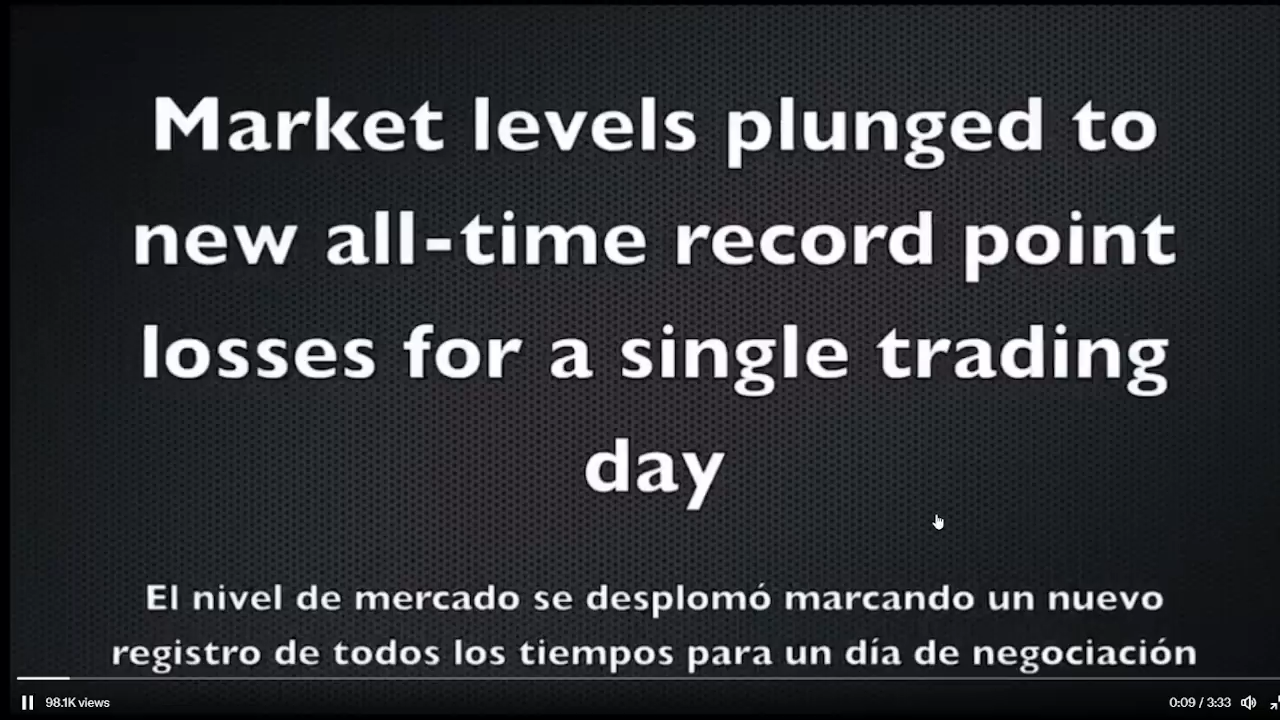 Market levels plunged to
new all-time record point
losses for a single trading
day
El nivel de mercado se desplomó marcando un nuevo
registro de todos los tiempos para un día de negociación
98.1K views
0:09 / 3:33